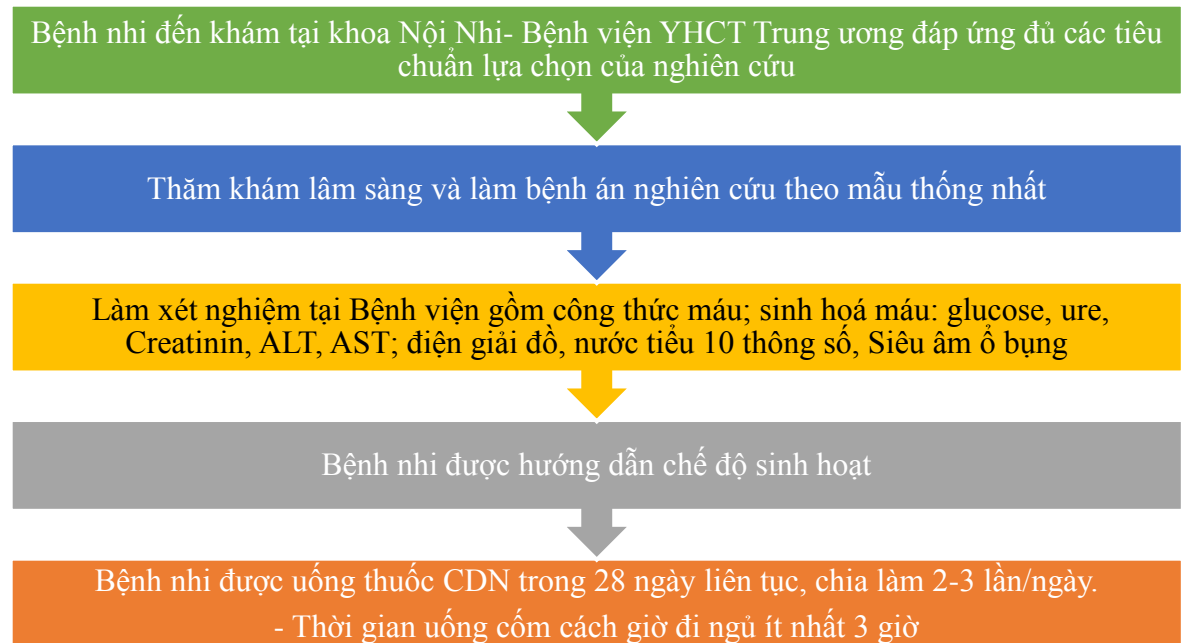 Bệnh nhi đến khám tại khoa Nội Nhi- Bệnh viện YHCT Trung ương đáp ứng đủ các tiêu
chuẩn lựa chọn của nghiên cứu
Thăm khám lâm sàng và làm bệnh án nghiên cứu theo mẫu thống nhất
Làm xét nghiệm tại Bệnh viện gồm công thức máu; sinh hoá máu: glucose, ure,
Creatinin, ALT, AST; điện giải đồ, nước tiểu 10 thông số, Siêu âm ổ bụng
Bệnh nhi được hướng dẫn chế độ sinh hoạt
Bệnh nhi được uống thuốc CDN trong 28 ngày liên tục, chia làm 2-3 lần/ngày.
- Thời gian uống cốm cách giờ đi ngủ ít nhất 3 giờ